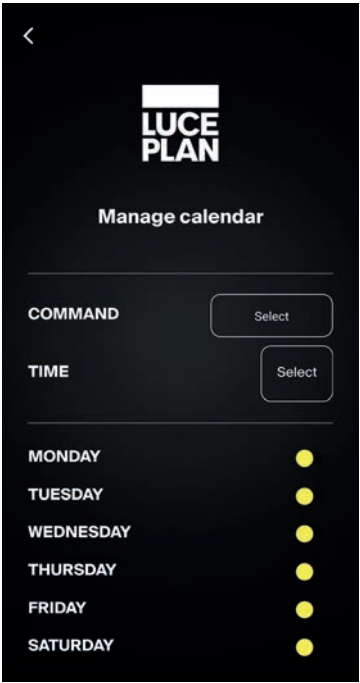 LUCE
PLAN
Manage calendar
COMMAND Select
TIME Select
MONDAY
TUESDAY
WEDNESDAY
THURSDAY
FRIDAY
SATURDAY